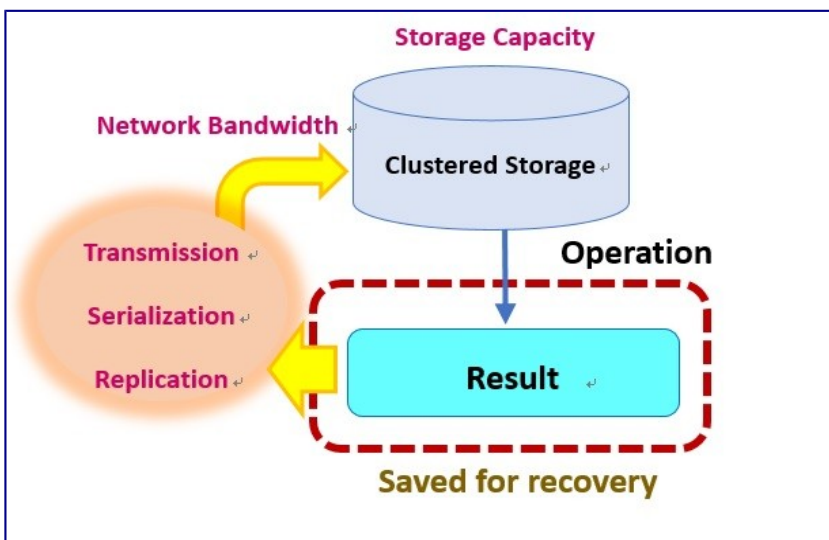 Storage Capacity
Network Bandwidth
Clustered Storage
Transmission
Operation
Serialization
Replication
Result
Saved for recovery